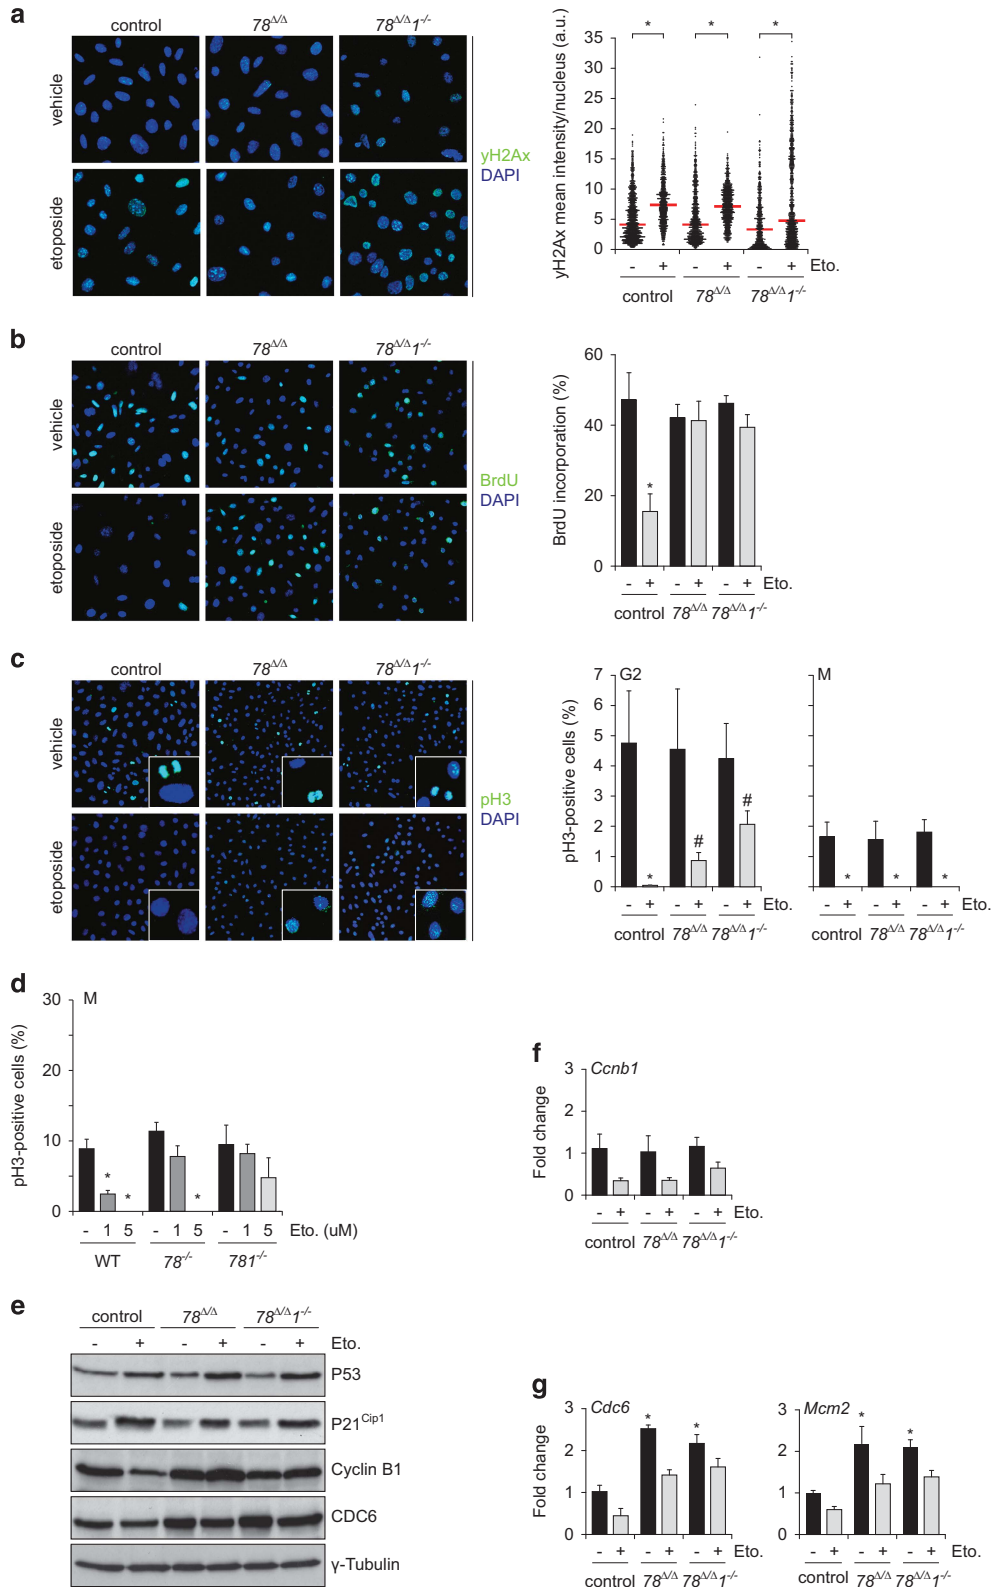 a
control 78Δ/Δ 78Δ/Δ1-/-
vehicle
etoposide
yH2Ax
DAPI
yH2Ax mean intensity/nucleus (a.u.)
35
30
25
20
15
10
5
0
* * *
- + - + - + Eto.
control 78Δ/Δ 78Δ/Δ1-/-
b
control 78Δ/Δ 78Δ/Δ1-/-
vehicle
etoposide
BrdU
DAPI
BrdU incorporation (%)
60
40
20
0
*
- + - + - + Eto.
control 78Δ/Δ 78Δ/Δ1-/-
c
control 78Δ/Δ 78Δ/Δ1-/-
vehicle
etoposide
pH3
DAPI
pH3-positive cells (%)
7
6
5
4
3
2
1
0
G2
* # #
- + - + - + Eto.
control 78Δ/Δ 78Δ/Δ1-/-
M
* * *
- + - + - + Eto.
control 78Δ/Δ 78Δ/Δ1-/-
d
pH3-positive cells (%)
30
20
10
0
M
* * *
- 1 5 - 1 5 - 1 5 Eto. (uM)
WT 78-/- 781-/-
e
control 78Δ/Δ 78Δ/Δ1-/-
- + - + - + Eto.
P53
P21Cip1
Cyclin B1
CDC6
γ-Tubulin
f
Fold change
3
2
1
0
Ccnb1
- + - + - + Eto.
control 78Δ/Δ 78Δ/Δ1-/-
g
Fold change
3
2
1
0
Cdc6
* *
- + - + - + Eto.
control 78Δ/Δ 78Δ/Δ1-/-
3
2
1
0
Mcm2
* *
- + - + - + Eto.
control 78Δ/Δ 78Δ/Δ1-/-